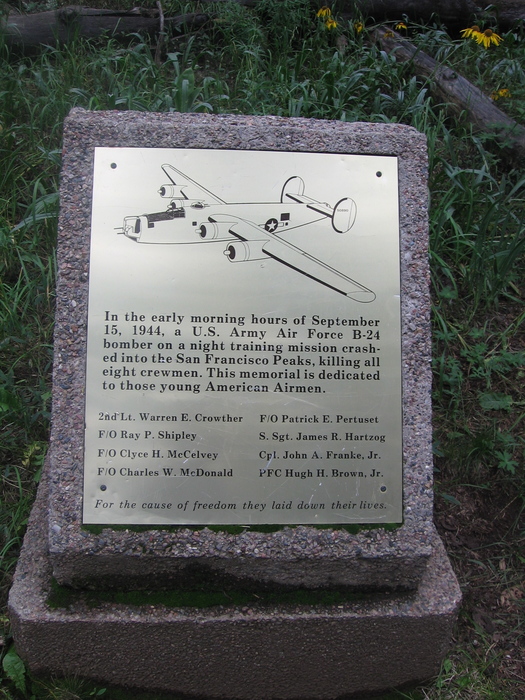 In the early morning hours of September
15, 1944, a U.S. Army Air Force B-24
bomber on a night training mission crash-
ed into the San Francisco Peaks, killing all
eight crewmen. This memorial is dedicated
to those young American Airmen.
2nd Lt. Warren E. Crowther
F/O Ray P. Shipley
F/O Clyce H. McCelvey
F/O Charles W. McDonald
F/O Patrick E. Pertuset
S. Sgt. James R. Hartzog
Cpl. John A. Franke, Jr.
PFC Hugh H. Brown, Jr.
For the cause of freedom they laid down their lives.